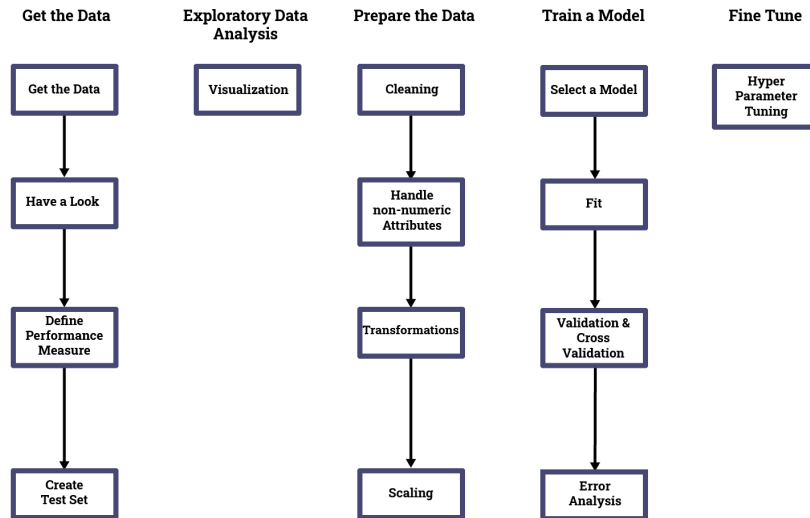 Get the Data
Exploratory Data
Analysis
Prepare the Data
Train a Model
Fine Tune
Get the Data
Have a Look
Define
Performance
Measure
Create
Test Set
Visualization
Cleaning
Handle
non-numeric
Attributes
Transformations
Scaling
Select a Model
Fit
Validation &
Cross
Validation
Error
Analysis
Hyper
Parameter
Tuning